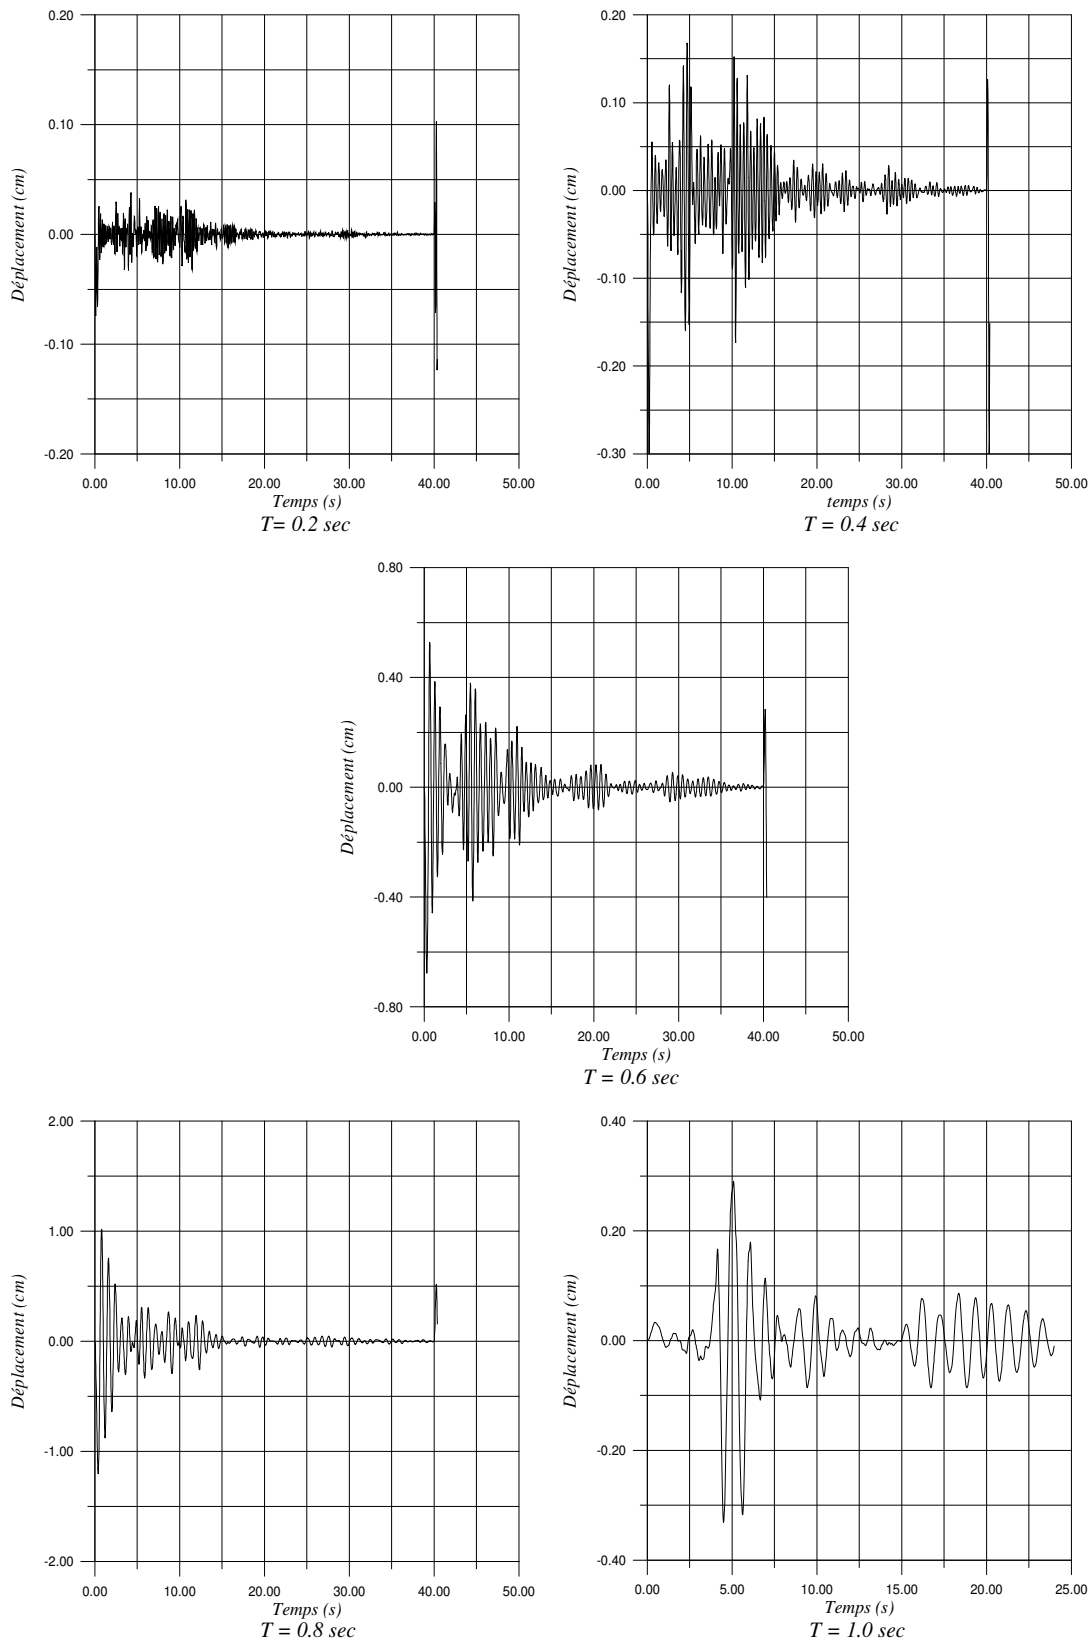 0.20
0.10
0.00
-0.10
-0.20
Déplacement (cm)
0.00 10.00 20.00 30.00 40.00 50.00
Temps (s)
T= 0.2 sec
0.20
0.10
0.00
-0.10
-0.20
-0.30
Déplacement (cm)
0.00 10.00 20.00 30.00 40.00 50.00
temps (s)
T = 0.4 sec
0.80
0.40
0.00
-0.40
-0.80
Déplacement (cm)
0.00 10.00 20.00 30.00 40.00 50.00
Temps (s)
T = 0.6 sec
2.00
1.00
0.00
-1.00
-2.00
Déplacement (cm)
0.00 10.00 20.00 30.00 40.00 50.00
Temps (s)
T = 0.8 sec
0.40
0.20
0.00
-0.20
-0.40
Déplacement (cm)
0.00 5.00 10.00 15.00 20.00 25.00
Temps (s)
T = 1.0 sec